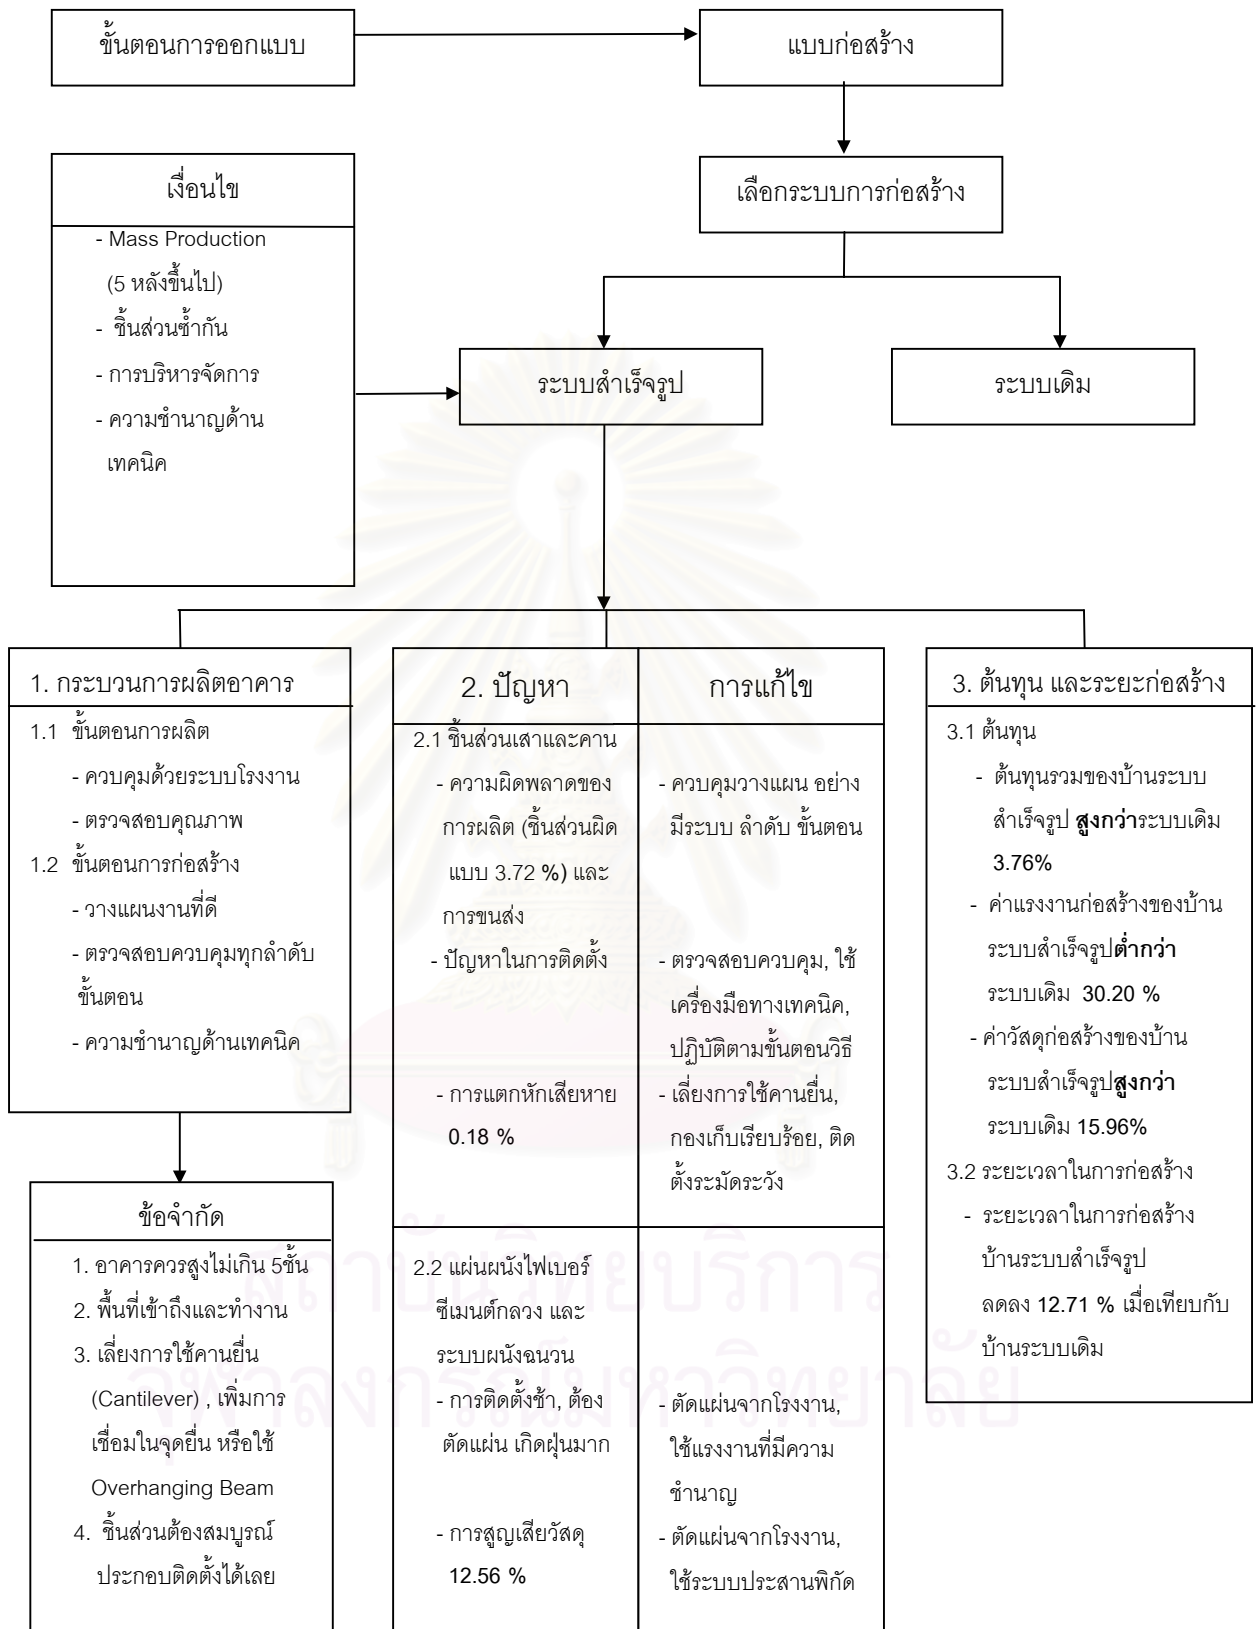 ขั้นตอนการออกแบบ
แบบก่อสร้าง
เลือกระบบการก่อสร้าง
เงื่อนไข
- Mass Production
(5 หลังขึ้นไป)
- ชิ้นส่วนซ้ำกัน
- การบริหารจัดการ
- ความชำนาญด้าน
เทคนิค
ระบบสำเร็จรูป
ระบบเดิม
1. กระบวนการผลิตอาคาร
1.1 ขั้นตอนการผลิต
- ควบคุมด้วยระบบโรงงาน
- ตรวจสอบคุณภาพ
1.2 ขั้นตอนการก่อสร้าง
- วางแผนงานที่ดี
- ตรวจสอบควบคุมทุกลำดับ
ขั้นตอน
- ความชำนาญด้านเทคนิค
ข้อจำกัด
1. อาคารควรสูงไม่เกิน 5ชั้น
2. พื้นที่เข้าถึงและทำงาน
3. เลี่ยงการใช้คานยื่น
(Cantilever) , เพิ่มการ
เชื่อมในจุดยื่น หรือใช้
Overhanging Beam
4. ชิ้นส่วนต้องสมบูรณ์
ประกอบติดตั้งได้เลย
2. ปัญหา
2.1 ชิ้นส่วนเสาและคาน
- ความผิดพลาดของ
การผลิต (ชิ้นส่วนผิด
แบบ 3.72 %) และ
การขนส่ง
- ปัญหาในการติดตั้ง
- การแตกหักเสียหาย
0.18 %
การแก้ไข
- ควบคุมวางแผน อย่าง
มีระบบ ลำดับ ขั้นตอน
- ตรวจสอบควบคุม, ใช้
เครื่องมือทางเทคนิค,
ปฏิบัติตามขั้นตอนวิธี
- เลี่ยงการใช้คานยื่น,
กองเก็บเรียบร้อย, ติด
ตั้งระมัดระวัง
2.2 แผ่นผนังไฟเบอร์
ซีเมนต์กลวง และ
ระบบผนังฉนวน
- การติดตั้งช้า, ต้อง
ตัดแผ่น เกิดฝุ่นมาก
- การสูญเสียวัสดุ
12.56 %
- ตัดแผ่นจากโรงงาน,
ใช้แรงงานที่มีความ
ชำนาญ
- ตัดแผ่นจากโรงงาน,
ใช้ระบบประสานพิกัด
3. ต้นทุน และระยะก่อสร้าง
3.1 ต้นทุน
- ต้นทุนรวมของบ้านระบบ
สำเร็จรูป สูงกว่าระบบเดิม
3.76%
- ค่าแรงงานก่อสร้างของบ้าน
ระบบสำเร็จรูปต่ำกว่า
ระบบเดิม 30.20 %
- ค่าวัสดุก่อสร้างของบ้าน
ระบบสำเร็จรูปสูงกว่า
ระบบเดิม 15.96%
3.2 ระยะเวลาในการก่อสร้าง
- ระยะเวลาในการก่อสร้าง
บ้านระบบสำเร็จรูป
ลดลง 12.71 % เมื่อเทียบกับ
บ้านระบบเดิม
สถาบันวิทยบริการ
จุฬาลงกรณ์มหาวิทยาลัย